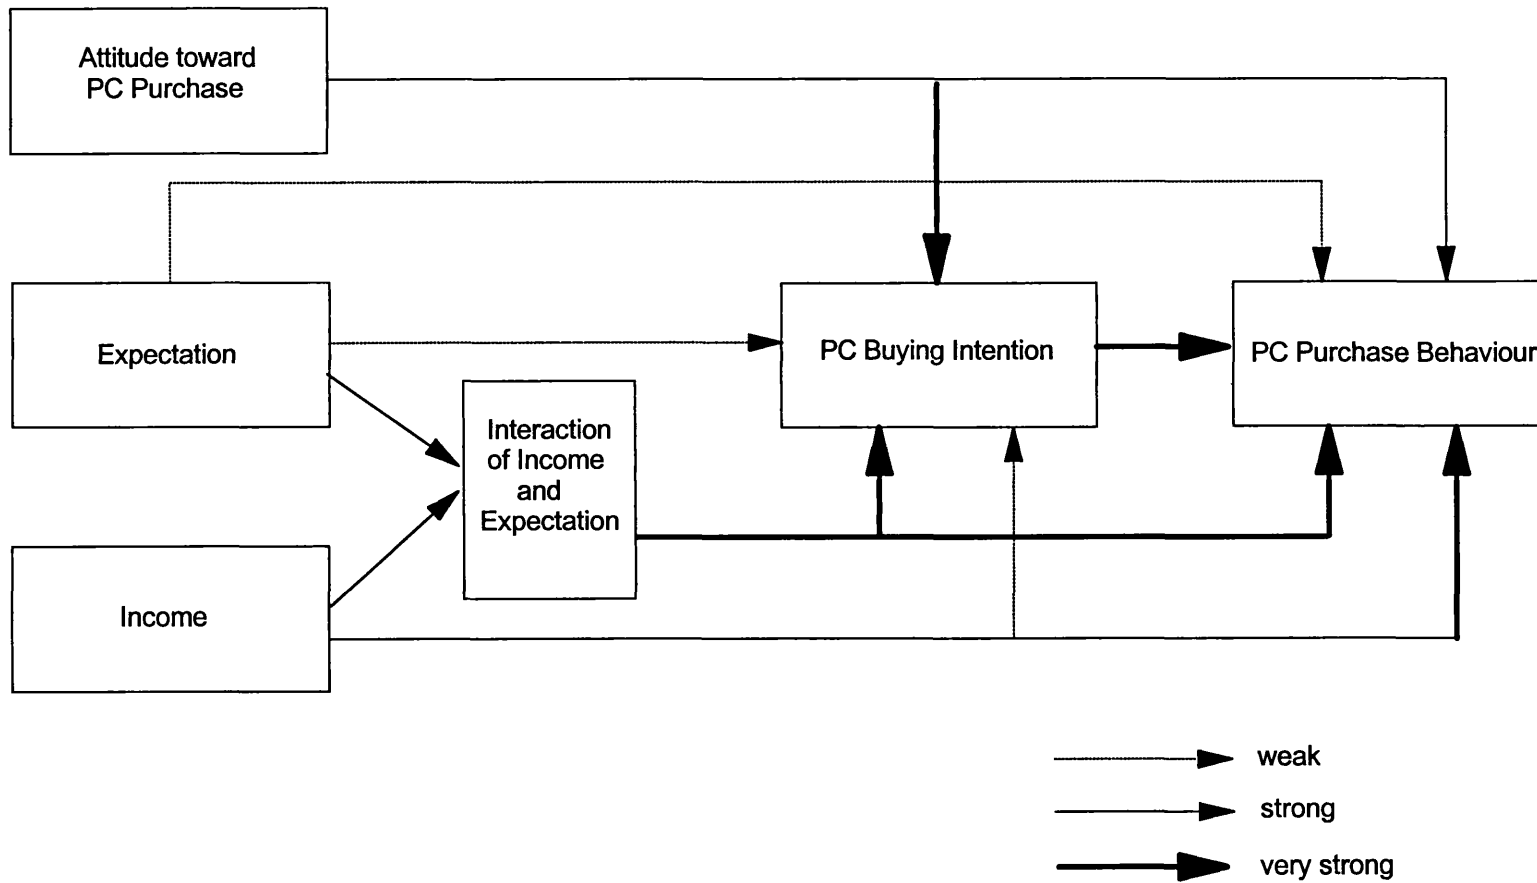 Attitude toward
PC Purchase
Expectation
PC Buying Intention
PC Purchase Behaviour
Interaction
of Income
and
Expectation
Income
weak
strong
very strong